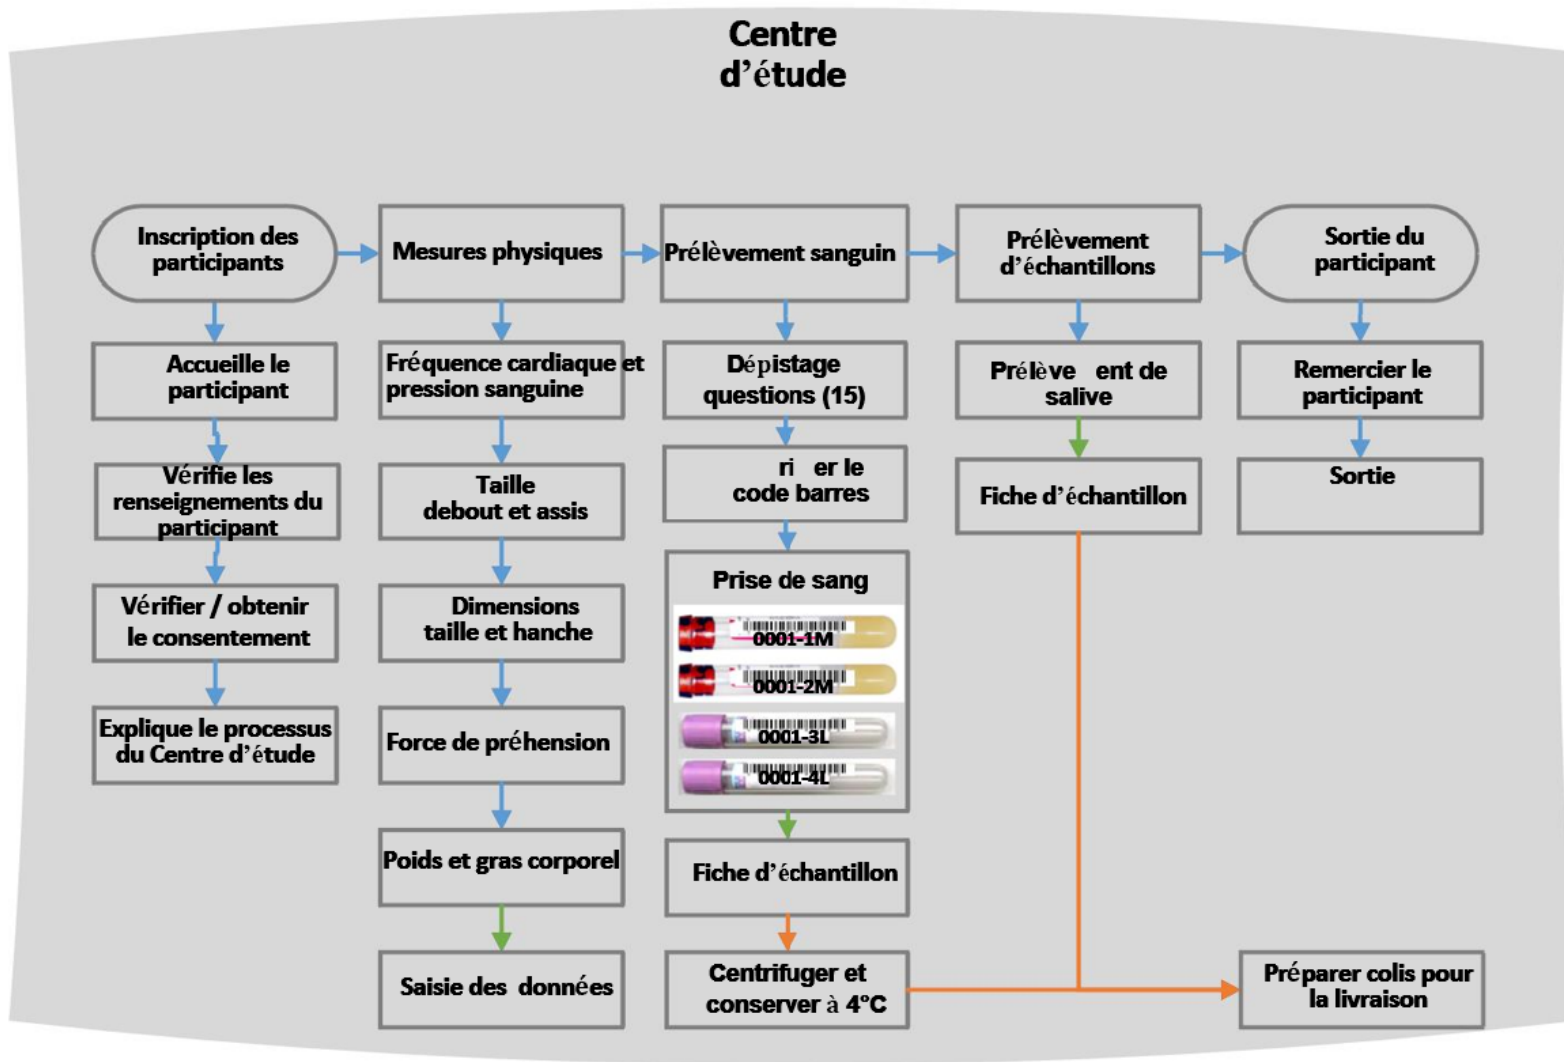 Centre
d'étude
Inscription des
participants
Mesures physiques
Prélèvement sanguin
Prélèvement
d'échantillons
Sortie du
participant
Accueille le
participant
Fréquence cardiaque et
pression sanguine
Dépistage
questions (15)
Prélève ent de
salive
Remercier le
participant
Vérifie les
renseignements du
participant
Taille
debout et assis
ri er le
code barres
Fiche d'échantillon
Sortie
Vérifier / obtenir
le consentement
Dimensions
taille et hanche
Prise de sang
0001-1M
0001-2M
0001-3L
0001-4L
Explique le processus
du Centre d'étude
Force de préhension
Poids et gras corporel
Fiche d'échantillon
Saisie des données
Centrifuger et
conserver à 4°C
Préparer colis pour
la livraison